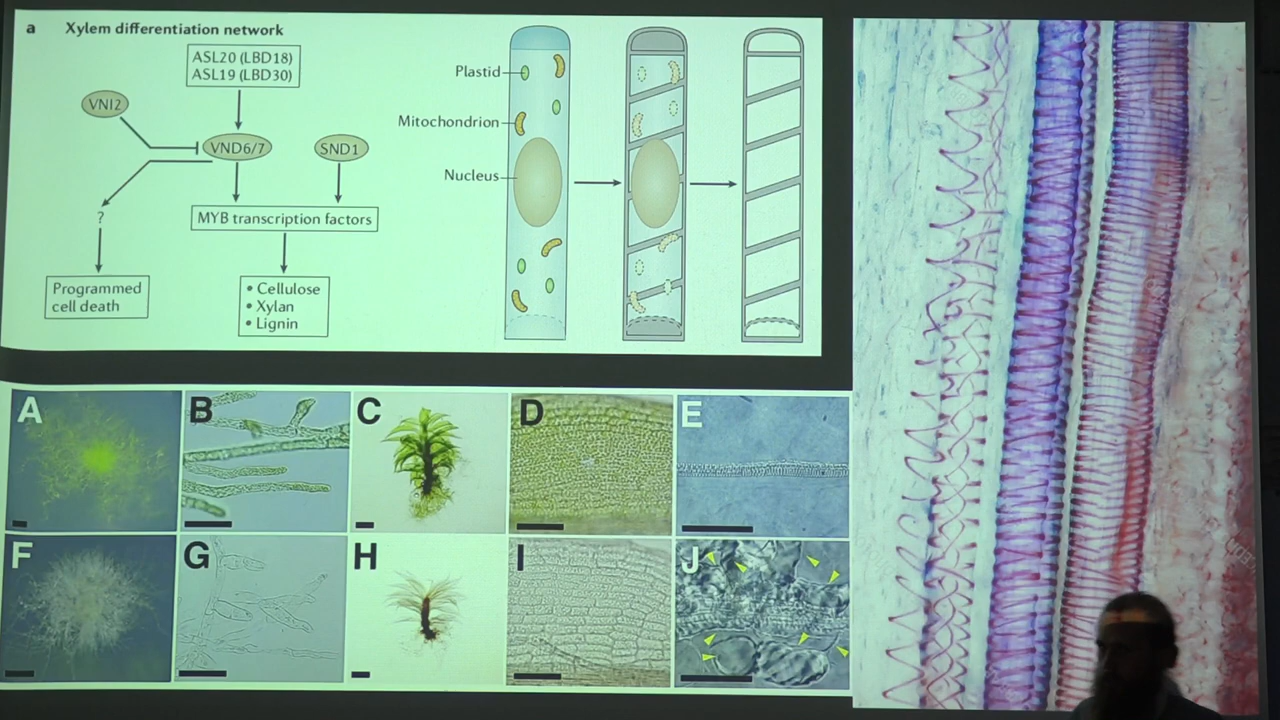 a Xylem differentiation network
ASL20 (LBD18)
ASL19 (LBD30)
VNI2
VND6/7
SND1
?
MYB transcription factors
Programmed
cell death
• Cellulose
• Xylan
• Lignin
Plastid
Mitochondrion
Nucleus
A
B
C
D
E
F
G
H
I
J